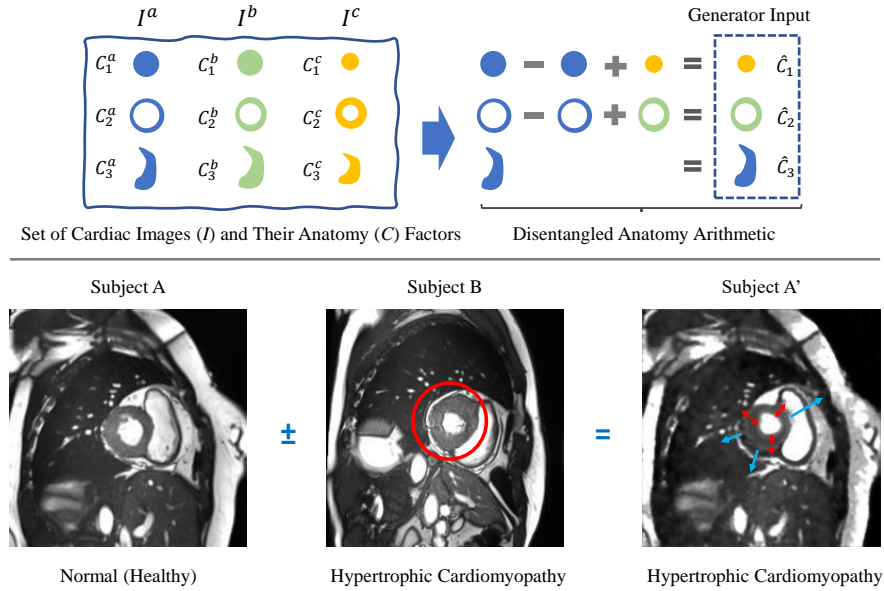 I^a I^b I^c Generator Input
C_1^a C_1^b C_1^c − + = Ĉ_1
C_2^a C_2^b C_2^c − + = Ĉ_2
C_3^a C_3^b C_3^c = Ĉ_3
Set of Cardiac Images (I) and Their Anatomy (C) Factors
Disentangled Anatomy Arithmetic
Subject A
Subject B
Subject A'
± =
Normal (Healthy)
Hypertrophic Cardiomyopathy
Hypertrophic Cardiomyopathy